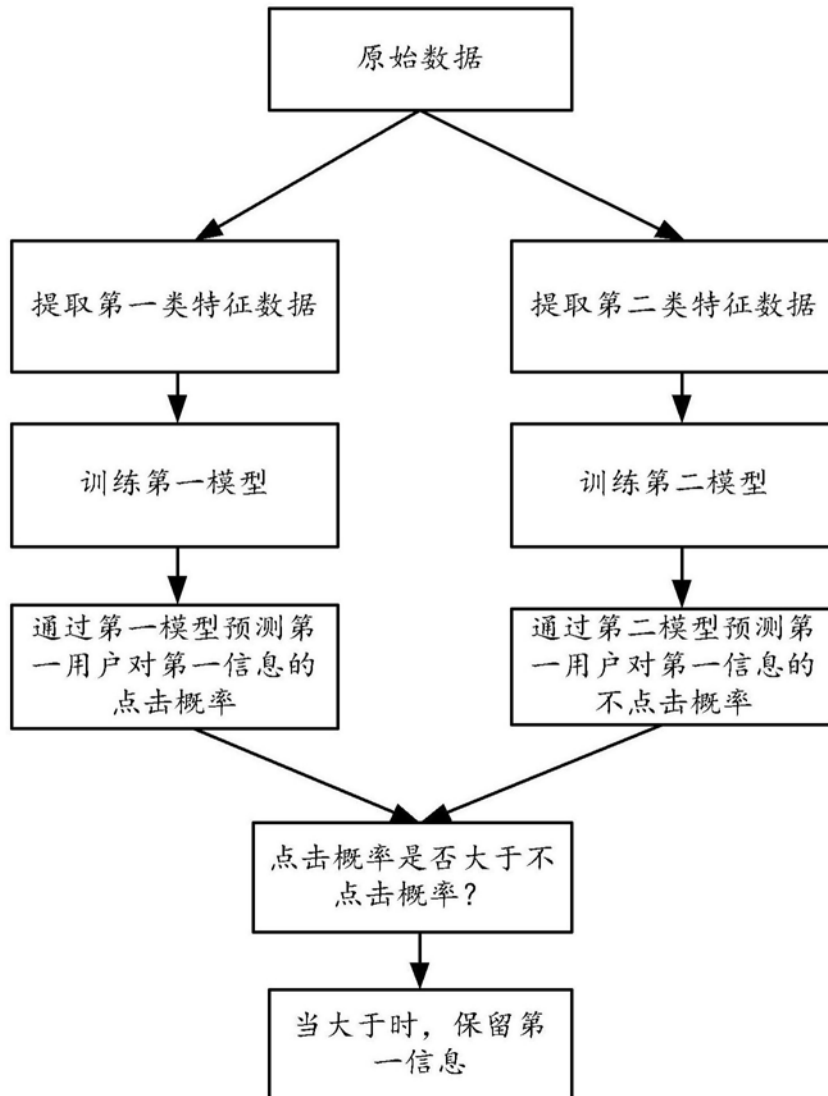 原始数据
提取第一类特征数据
提取第二类特征数据
训练第一模型
训练第二模型
通过第一模型预测第
一用户对第一信息的
点击概率
通过第二模型预测第
一用户对第一信息的
不点击概率
点击概率是否大于不
点击概率？
当大于时，保留第
一信息